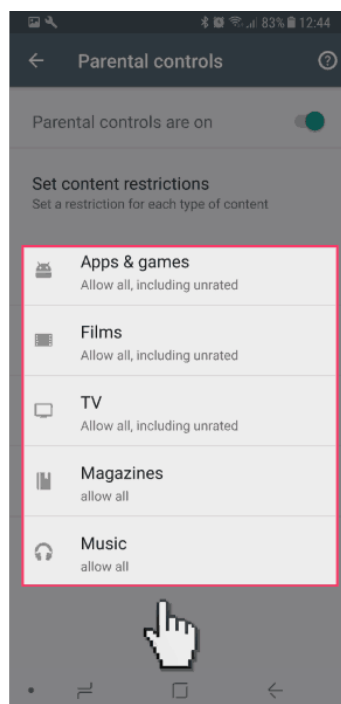 83% 12:44
Parental controls
Parental controls are on
Set content restrictions
Set a restriction for each type of content
Apps & games
Allow all, including unrated
Films
Allow all, including unrated
TV
Allow all, including unrated
Magazines
allow all
Music
allow all